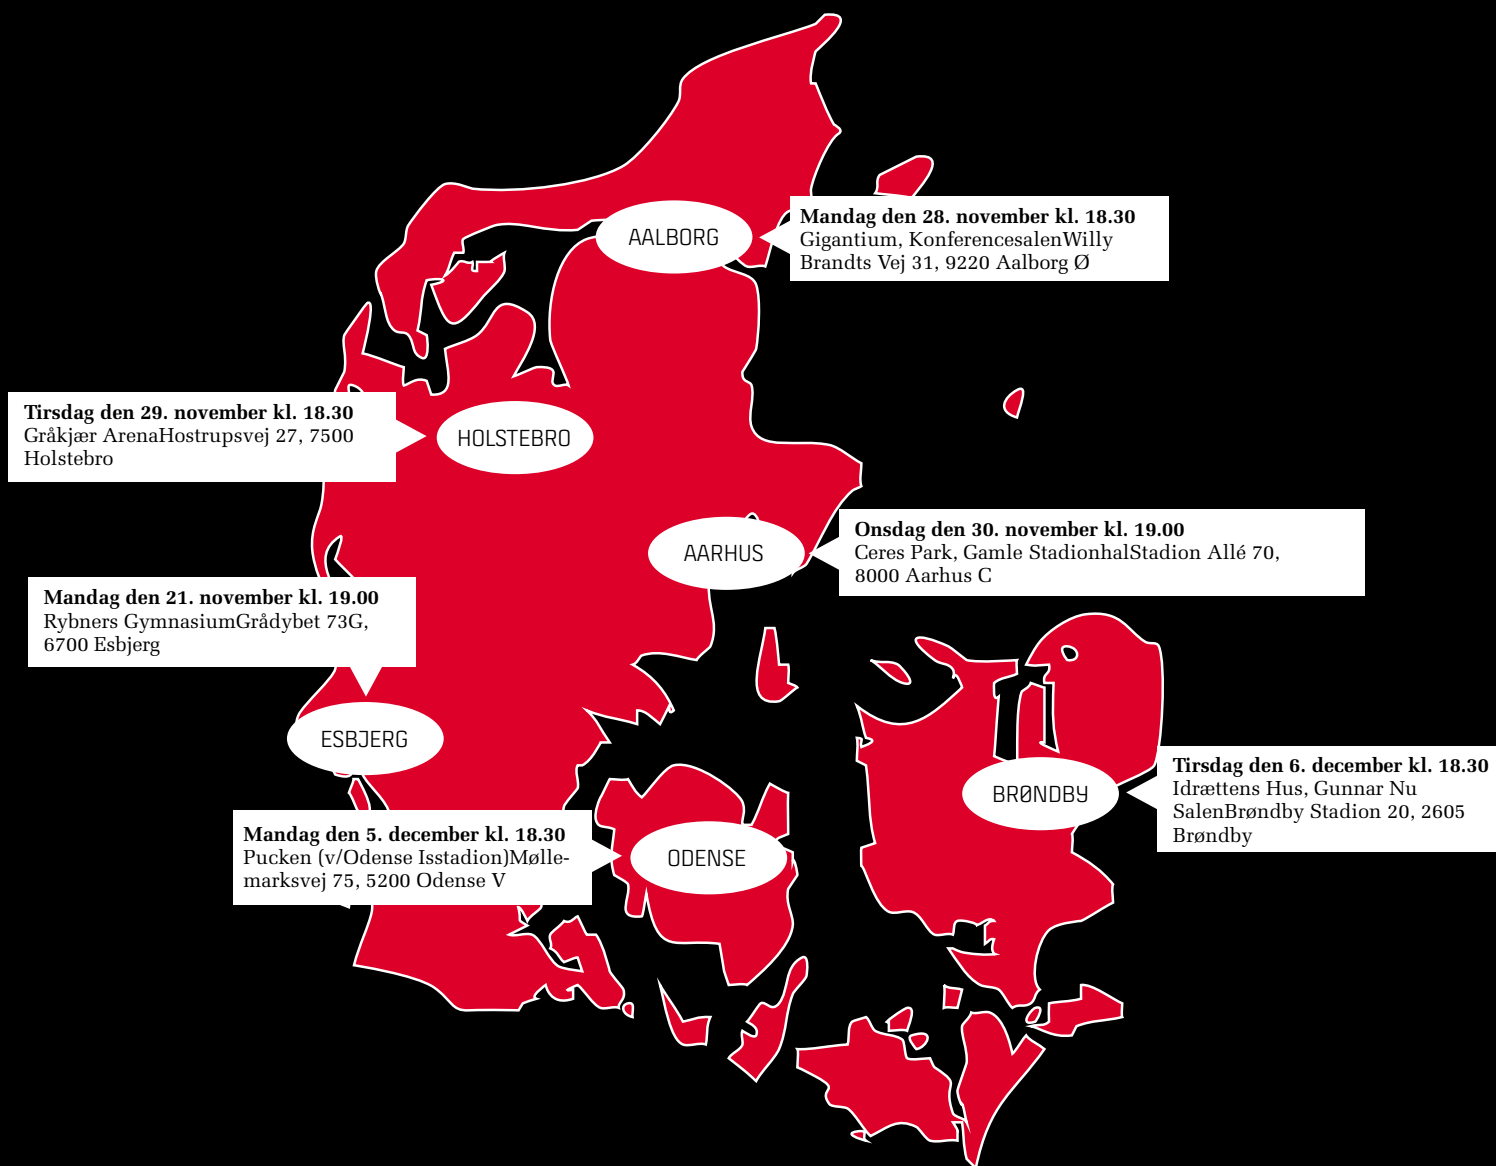 AALBORG
Mandag den 28. november kl. 18.30
Gigantium, KonferencesalenWilly
Brandts Vej 31, 9220 Aalborg Ø
Tirsdag den 29. november kl. 18.30
Gråkjær ArenaHostrupsvej 27, 7500
Holstebro
HOLSTEBRO
AARHUS
Onsdag den 30. november kl. 19.00
Ceres Park, Gamle StadionhalStadion Allé 70,
8000 Aarhus C
Mandag den 21. november kl. 19.00
Rybners GymnasiumGrådybet 73G,
6700 Esbjerg
ESBJERG
BRØNDBY
Tirsdag den 6. december kl. 18.30
Idrættens Hus, Gunnar Nu
SalenBrøndby Stadion 20, 2605
Brøndby
Mandag den 5. december kl. 18.30
Pucken (v/Odense Isstadion)Mølle-
marksvej 75, 5200 Odense V
ODENSE